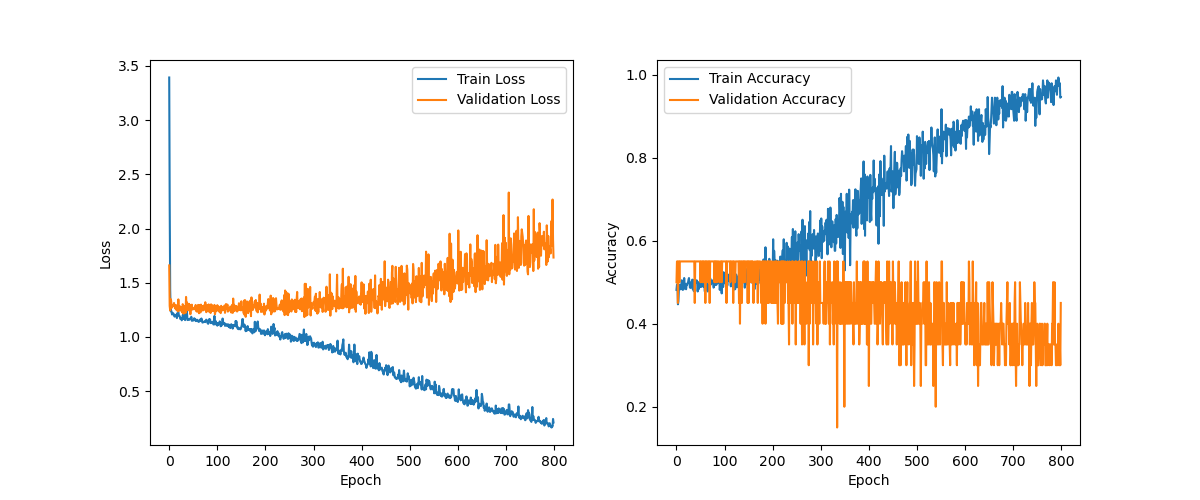 3.5
3.0
2.5
2.0
1.5
1.0
0.5
Loss
0 100 200 300 400 500 600 700 800
Epoch
Train Loss
Validation Loss
1.0
0.8
0.6
0.4
0.2
Accuracy
0 100 200 300 400 500 600 700 800
Epoch
Train Accuracy
Validation Accuracy